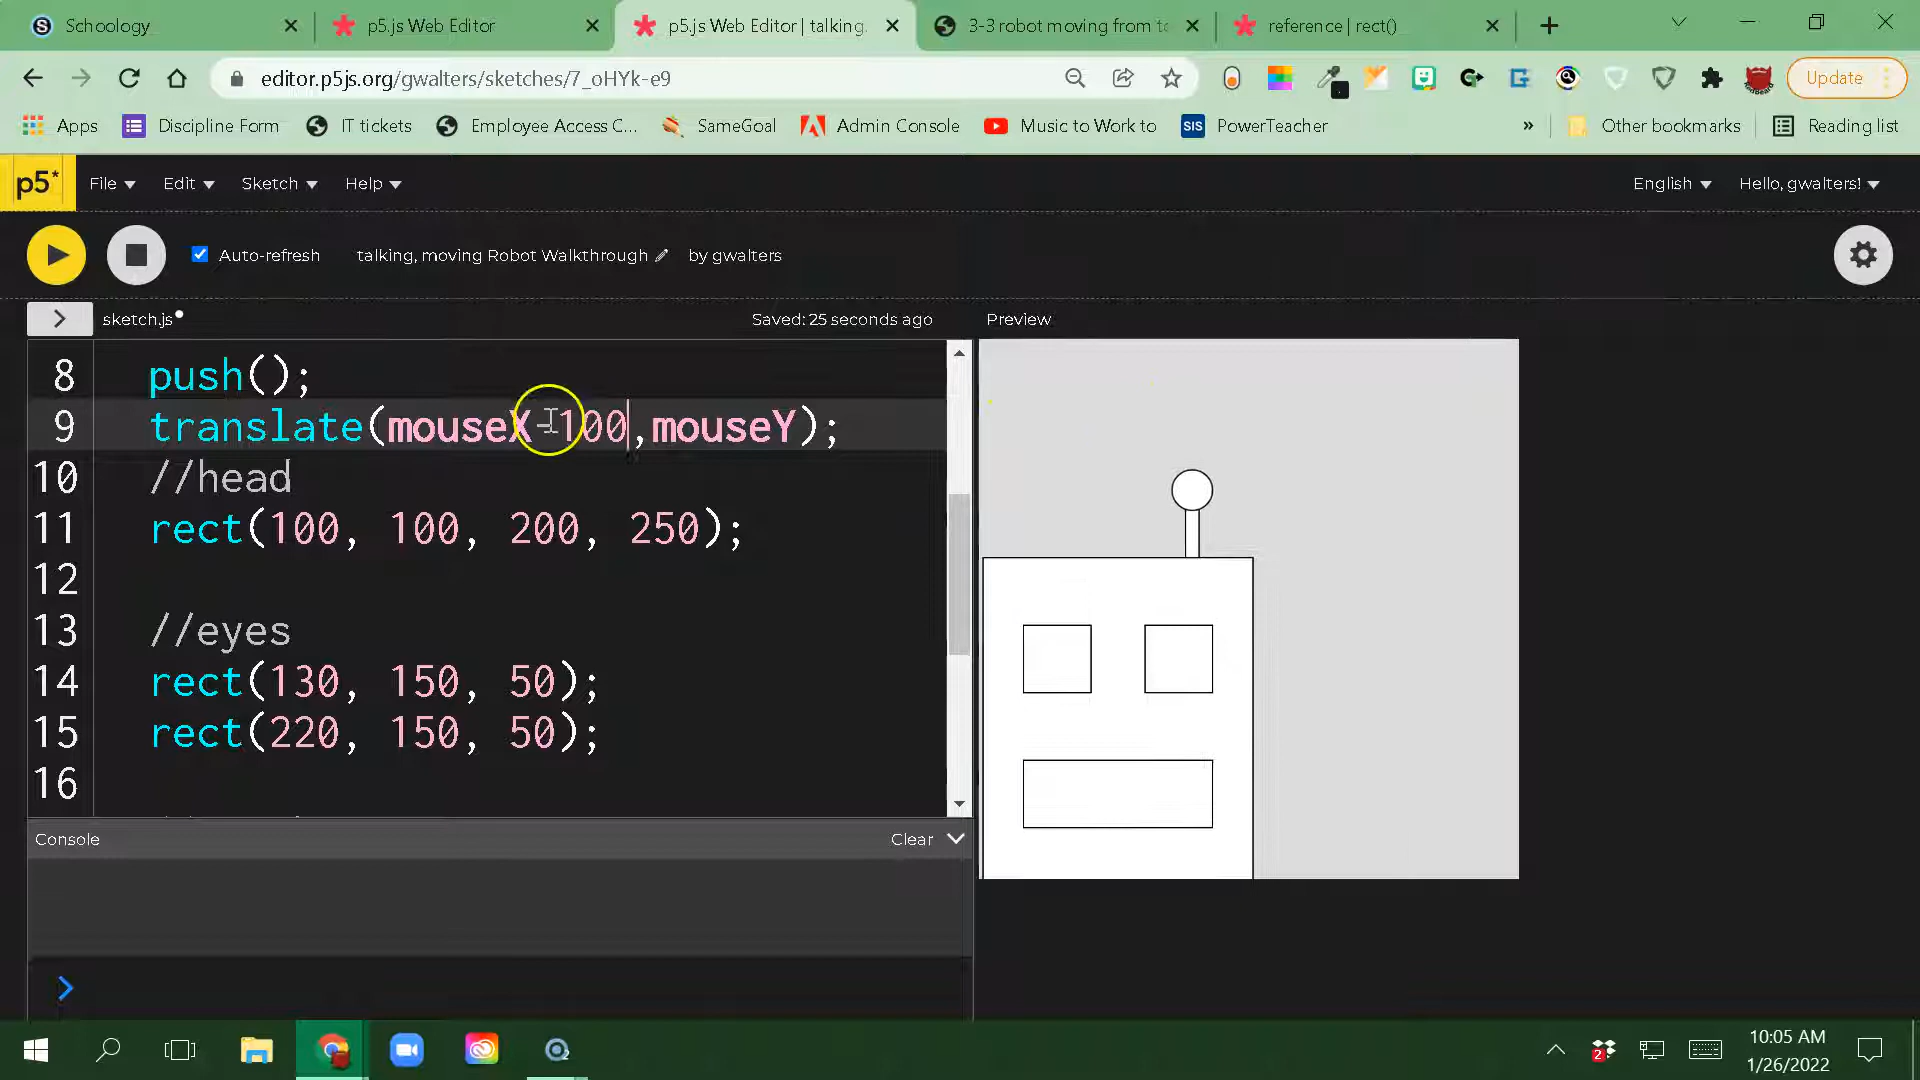 Schoology
p5.js Web Editor
p5.js Web Editor | talking,
3-3 robot moving from to
reference | rect()
editor.p5js.org/gwalters/sketches/7_oHYk-e9
Update
Apps
Discipline Form
IT tickets
Employee Access C...
SameGoal
Admin Console
Music to Work to
SIS
PowerTeacher
»
Other bookmarks
Reading list
p5*
File
Edit
Sketch
Help
English
Hello, gwalters!
Auto-refresh
talking, moving Robot Walkthrough
by gwalters
sketch.js
Saved: 25 seconds ago
Preview
8 push();
9 translate(mouseX-100,mouseY);
10 //head
11 rect(100, 100, 200, 250);
12
13 //eyes
14 rect(130, 150, 50);
15 rect(220, 150, 50);
16
Console
Clear
10:05 AM
2
1/26/2022